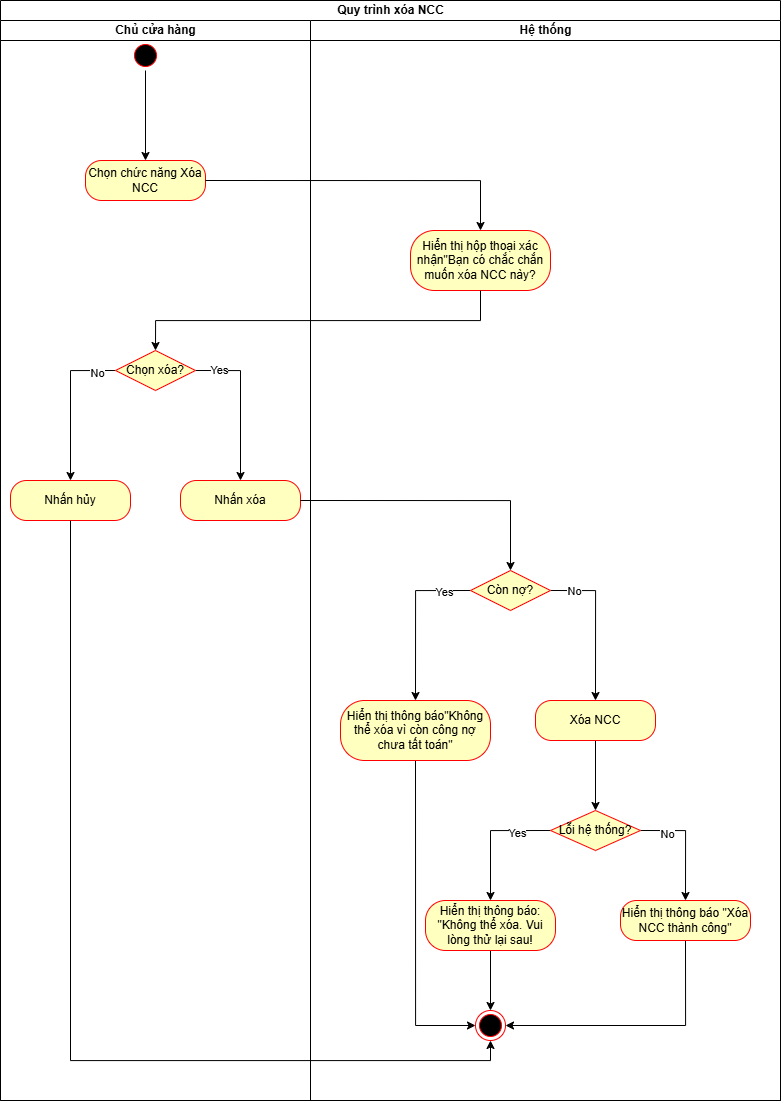 Quy trình xóa NCC
Chủ cửa hàng
Hệ thống
Chọn chức năng Xóa
NCC
Hiển thị hộp thoại xác
nhận"Bạn có chắc chắn
muốn xóa NCC này?
Chọn xóa?
No
Yes
Nhấn hủy
Nhấn xóa
Còn nợ?
Yes
No
Hiển thị thông báo"Không
thể xóa vì còn công nợ
chưa tất toán"
Xóa NCC
Lỗi hệ thống?
Yes
No
Hiển thị thông báo:
"Không thể xóa. Vui
lòng thử lại sau!
Hiển thị thông báo "Xóa
NCC thành công"